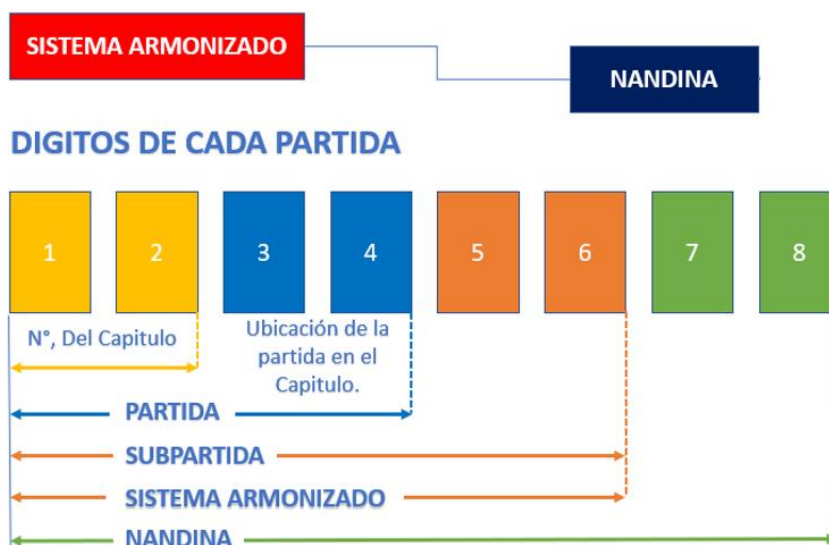 SISTEMA ARMONIZADO
NANDINA
DIGITOS DE CADA PARTIDA
1 2 3 4 5 6 7 8
N°, Del Capitulo
Ubicación de la
partida en el
Capitulo.
PARTIDA
SUBPARTIDA
SISTEMA ARMONIZADO
NANDINA